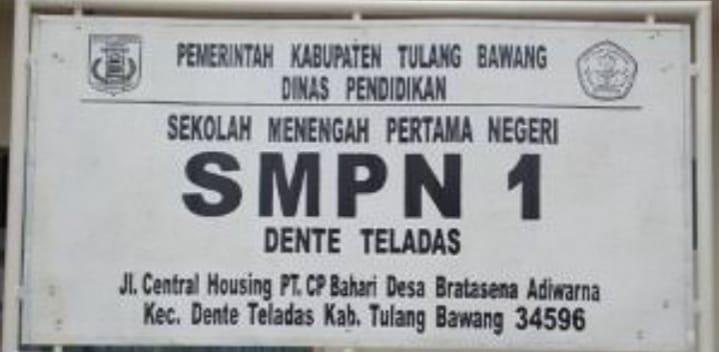 PEMERINTAH KABUPATEN TULANG BAWANG
DINAS PENDIDIKAN
SEKOLAH MENENGAH PERTAMA NEGERI
SMPN 1
DENTE TELADAS
Jl. Central Housing PT. CP Bahari Desa Bratasena Adiwarna
Kec. Dente Teladas Kab. Tulang Bawang 34596